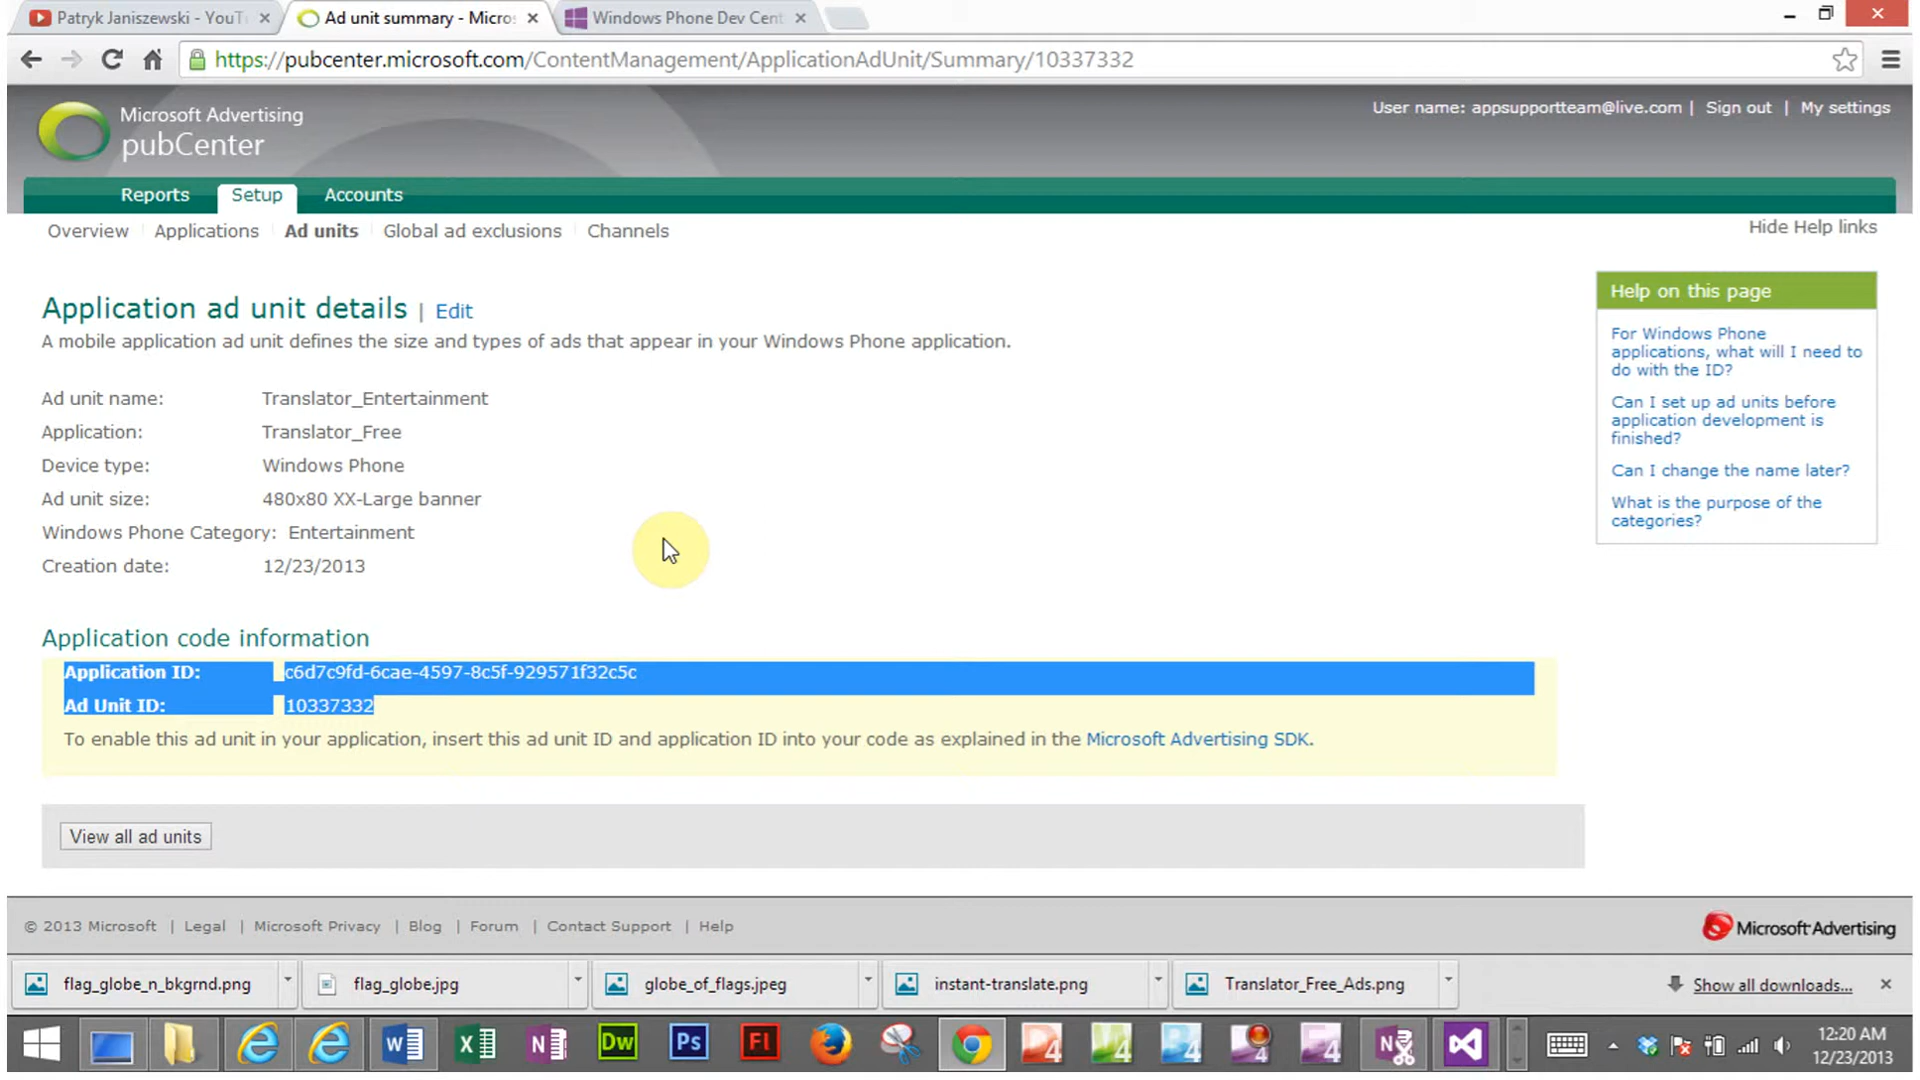 Patryk Janiszewski - YouT
Ad unit summary - Micros
Windows Phone Dev Cent
https://pubcenter.microsoft.com/ContentManagement/ApplicationAdUnit/Summary/10337332
Microsoft Advertising
pubCenter
User name: appsupportteam@live.com | Sign out | My settings
Reports Setup Accounts
Overview Applications Ad units Global ad exclusions Channels
Hide Help links
Application ad unit details | Edit
A mobile application ad unit defines the size and types of ads that appear in your Windows Phone application.
Ad unit name: Translator_Entertainment
Application: Translator_Free
Device type: Windows Phone
Ad unit size: 480x80 XX-Large banner
Windows Phone Category: Entertainment
Creation date: 12/23/2013
Help on this page
For Windows Phone
applications, what will I need to
do with the ID?
Can I set up ad units before
application development is
finished?
Can I change the name later?
What is the purpose of the
categories?
Application code information
Application ID: c6d7c9fd-6cae-4597-8c5f-929571f32c5c
Ad Unit ID: 10337332
To enable this ad unit in your application, insert this ad unit ID and application ID into your code as explained in the Microsoft Advertising SDK.
View all ad units
© 2013 Microsoft | Legal | Microsoft Privacy | Blog | Forum | Contact Support | Help
Microsoft Advertising
flag_globe_n_bkgrnd.png
flag_globe.jpg
globe_of_flags.jpeg
instant-translate.png
Translator_Free_Ads.png
Show all downloads...
Dw Ps Fl
4 4 4 4 4
12:20 AM
12/23/2013